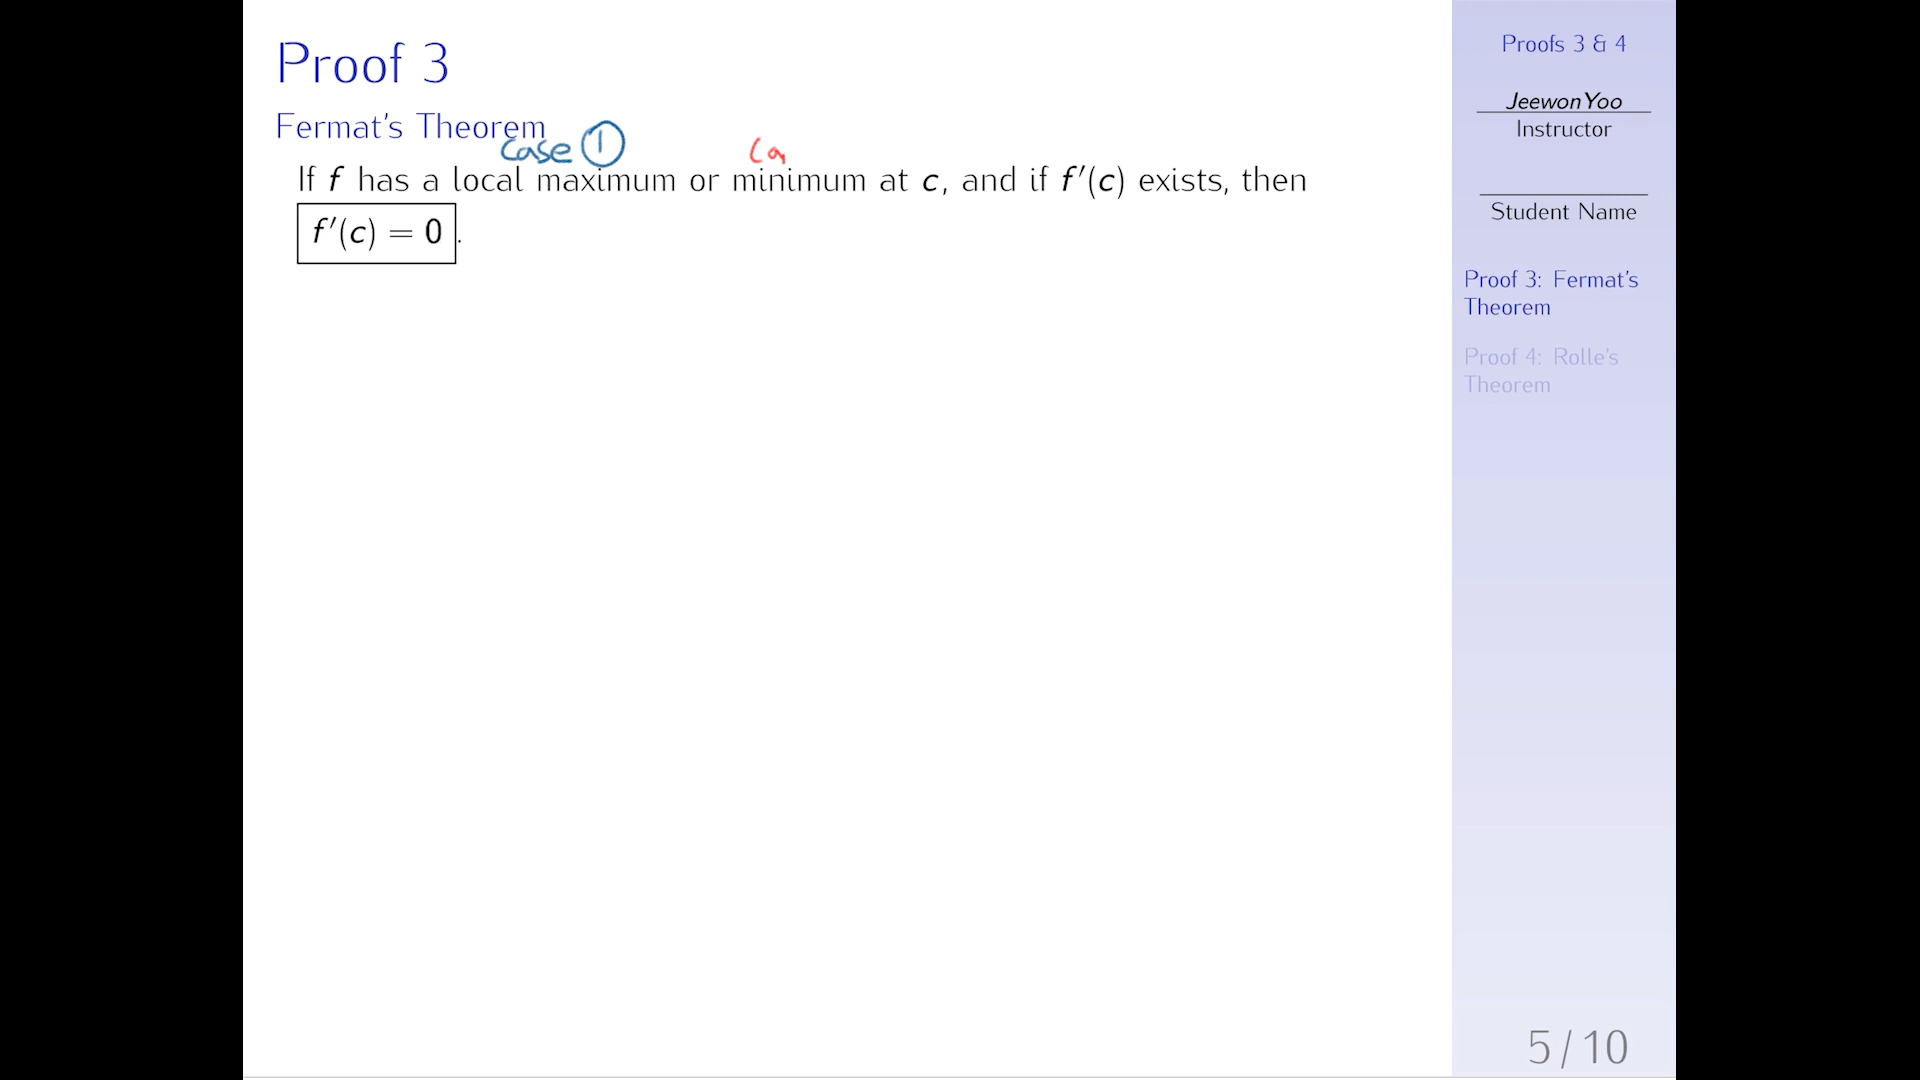 Proof 3
Fermat's Theorem
case ①
Ca
If f has a local maximum or minimum at c, and if f′(c) exists, then
f′(c) = 0.
Proofs 3 & 4
Jeewon Yoo
Instructor
Student Name
Proof 3: Fermat's
Theorem
Proof 4: Rolle's
Theorem
5 / 10